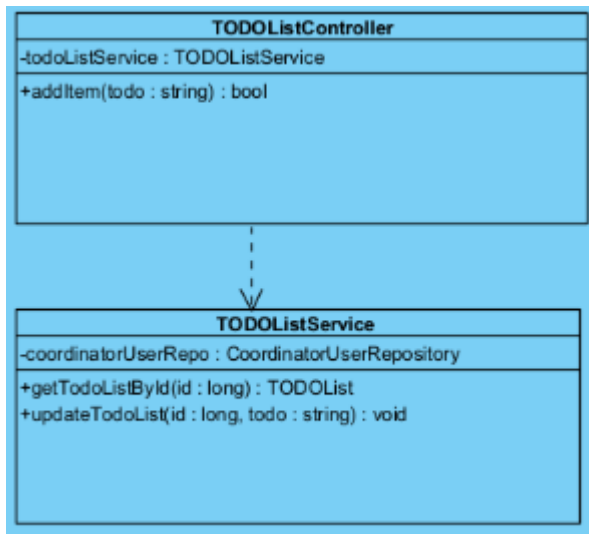 TODOListController
-todoListService : TODOListService
+addItem(todo : string) : bool
TODOListService
-coordinatorUserRepo : CoordinatorUserRepository
+getTodoListById(id : long) : TODOList
+updateTodoList(id : long, todo : string) : void